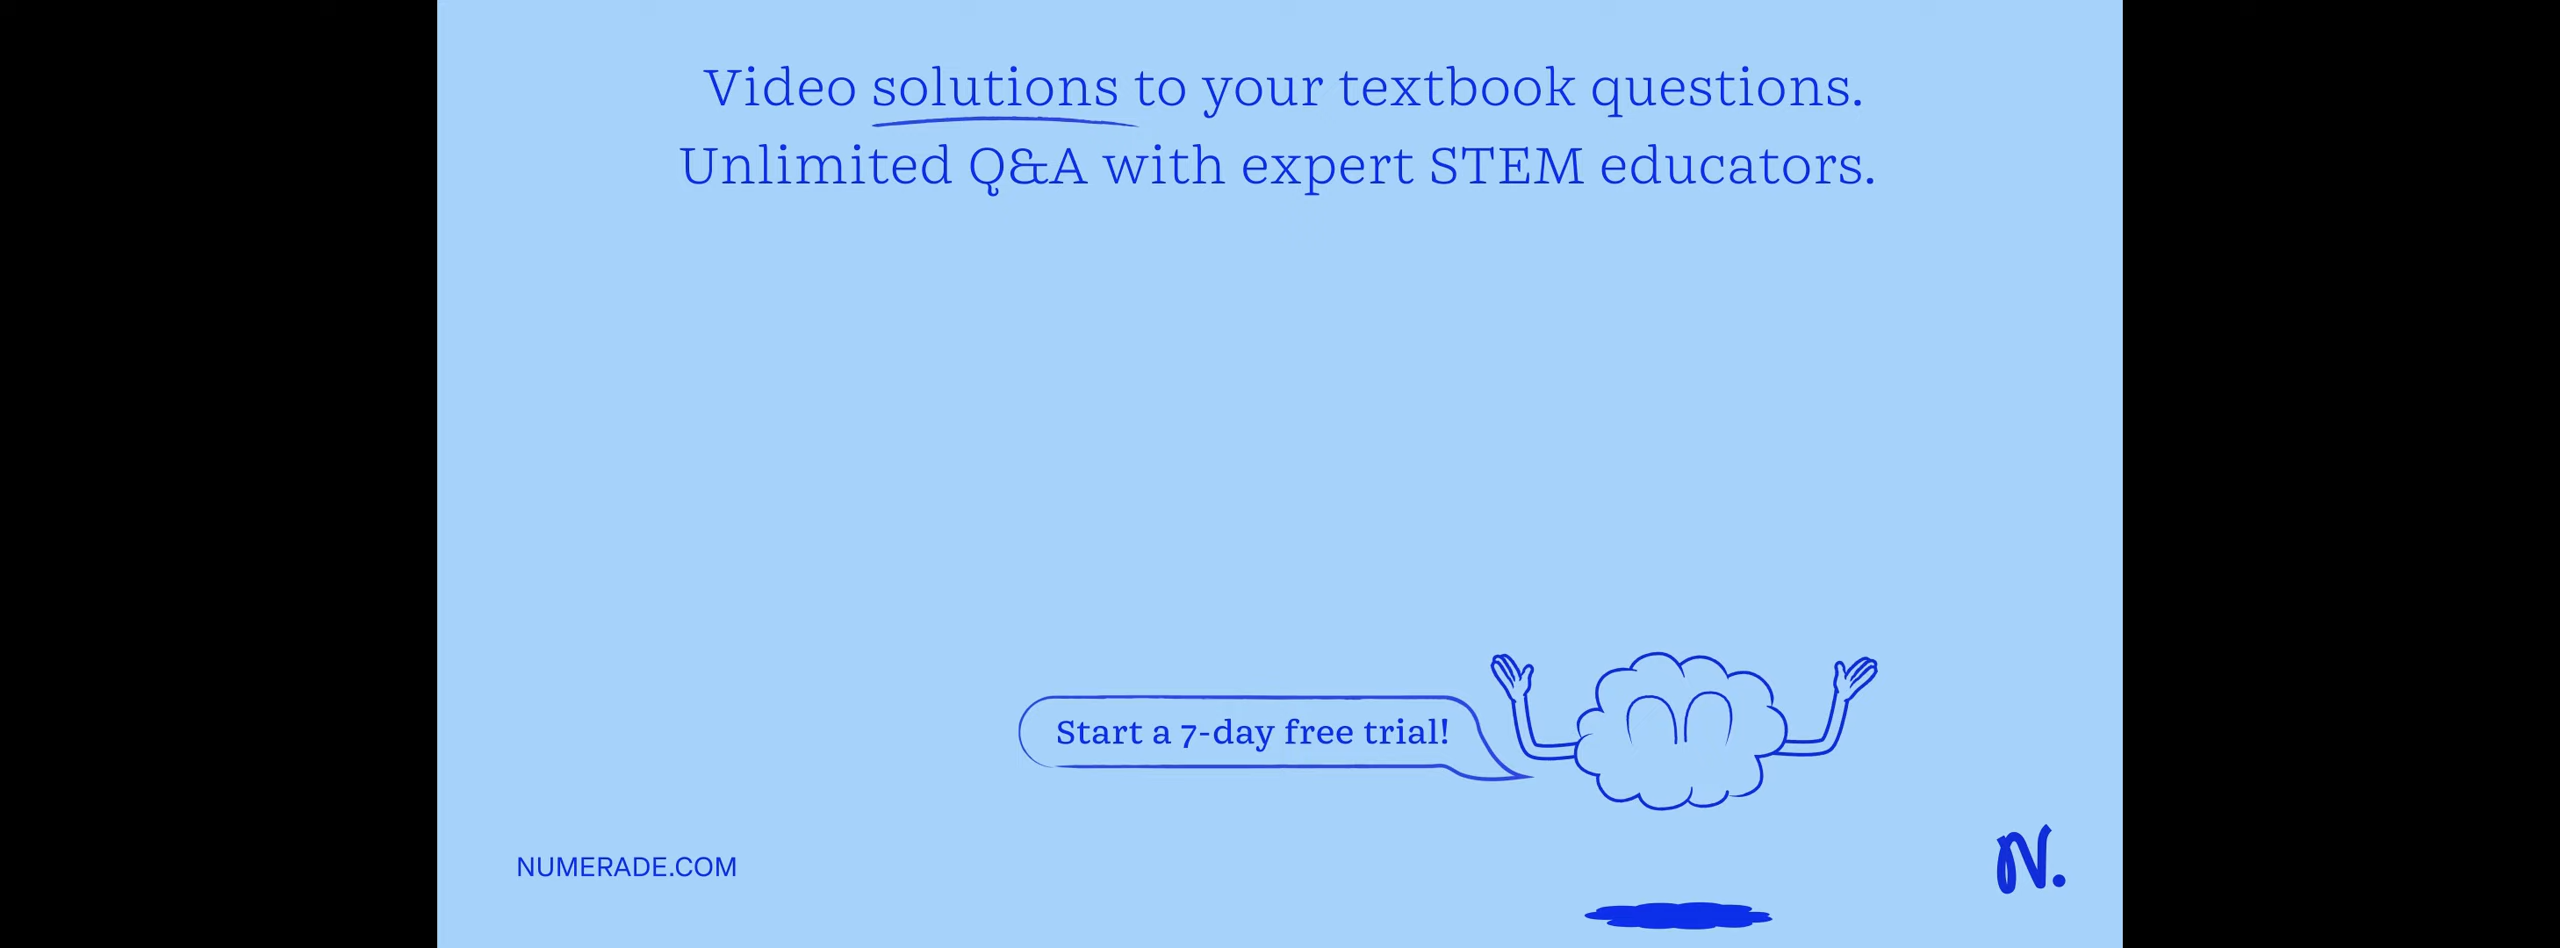 Video solutions to your textbook questions.
Unlimited Q&A with expert STEM educators.
Start a 7-day free trial!
NUMERADE.COM
N.